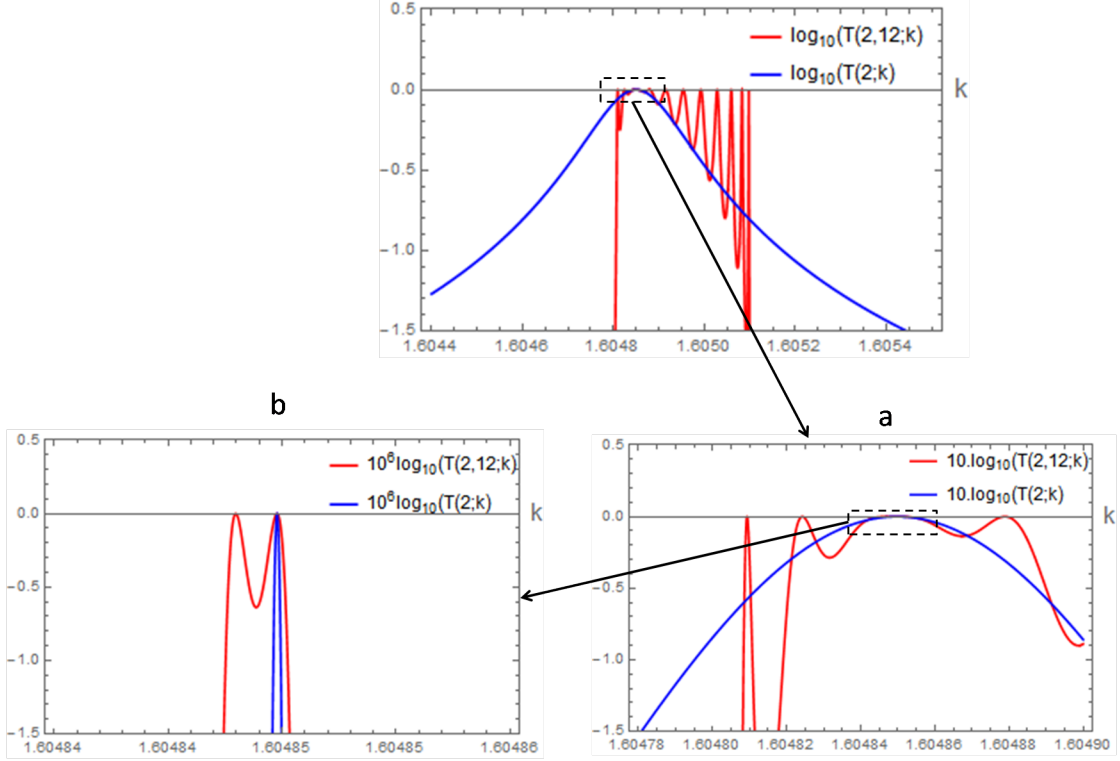 0.5
log₁₀(T(2,12;k)
log₁₀(T(2;k)
0.0
k
−0.5
−1.0
−1.5
1.6044 1.6046 1.6048 1.6050 1.6052 1.6054
b
a
0.5
10⁶log₁₀(T(2,12;k)
10⁶log₁₀(T(2;k)
0.0
k
−0.5
−1.0
−1.5
1.60484 1.60484 1.60485 1.60485 1.60486
0.5
10.log₁₀(T(2,12;k)
10.log₁₀(T(2;k)
0.0
k
−0.5
−1.0
−1.5
1.60478 1.60480 1.60482 1.60484 1.60486 1.60488 1.60490